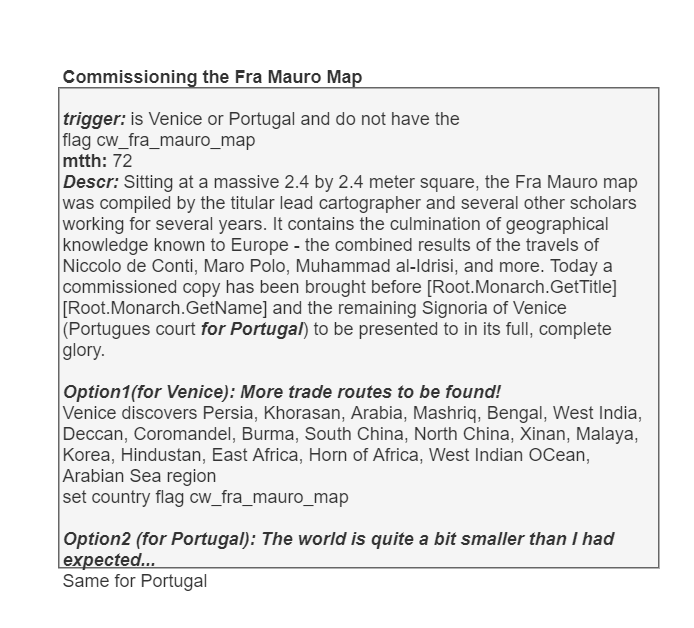 Commissioning the Fra Mauro Map
trigger: is Venice or Portugal and do not have the
flag cw_fra_mauro_map
mtth: 72
Descr: Sitting at a massive 2.4 by 2.4 meter square, the Fra Mauro map
was compiled by the titular lead cartographer and several other scholars
working for several years. It contains the culmination of geographical
knowledge known to Europe - the combined results of the travels of
Niccolo de Conti, Maro Polo, Muhammad al-Idrisi, and more. Today a
commissioned copy has been brought before [Root.Monarch.GetTitle]
[Root.Monarch.GetName] and the remaining Signoria of Venice
(Portugues court for Portugal) to be presented to in its full, complete
glory.
Option1(for Venice): More trade routes to be found!
Venice discovers Persia, Khorasan, Arabia, Mashriq, Bengal, West India,
Deccan, Coromandel, Burma, South China, North China, Xinan, Malaya,
Korea, Hindustan, East Africa, Horn of Africa, West Indian OCean,
Arabian Sea region
set country flag cw_fra_mauro_map
Option2 (for Portugal): The world is quite a bit smaller than I had
expected...
Same for Portugal